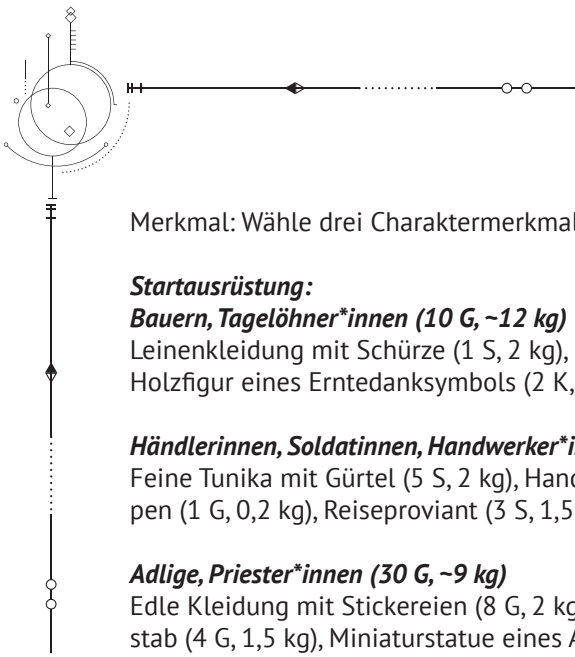 Merkmal: Wähle drei
Startausrüstung:
Bauern, Tagelöhner*innen (10 G, ~12 kg)
Leinenkleidung mit Schürze (1 S, 2 kg),
Holzfigur eines Erntedanksymbols (2 K,
Händlerinnen, Soldatinnen,
Feine Tunika mit Gürtel (5 S, 2 kg),
pen (1 G, 0,2 kg), Reiseproviant (3 S, 1,5
Adlige, Priester*innen (30 G, ~9 kg)
Edle Kleidung mit Stickereien (8 G, 2 kg
stab (4 G, 1,5 kg), Miniaturstatue eines